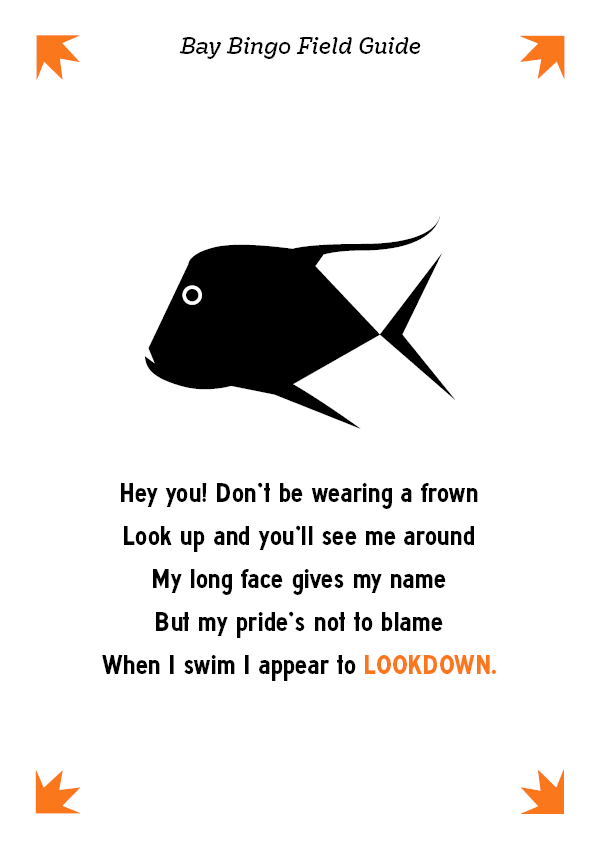 Bay Bingo Field Guide
Hey you! Don't be wearing a frown
Look up and you'll see me around
My long face gives my name
But my pride's not to blame
When I swim I appear to LOOKDOWN.